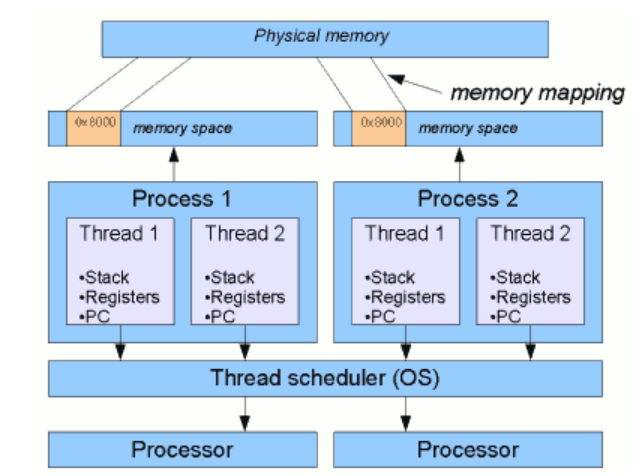 Physical memory
memory mapping
0x8000 memory space
0x8000 memory space
Process 1
Thread 1
•Stack
•Registers
•PC
Thread 2
•Stack
•Registers
•PC
Process 2
Thread 1
•Stack
•Registers
•PC
Thread 2
•Stack
•Registers
•PC
Thread scheduler (OS)
Processor
Processor